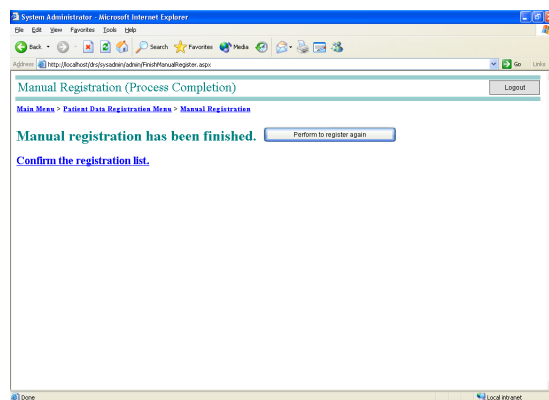 System Administrator - Microsoft Internet Explorer
File Edit View Favorites Tools Help
Back Search Favorites Media
Address http://localhost/drs/sysadmin/admin/FinishManualRegister.aspx Go Links
Manual Registration (Process Completion) Logout
Main Menu > Patient Data Registration Menu > Manual Registration
Manual registration has been finished. Perform to register again
Confirm the registration list.
Done Local intranet